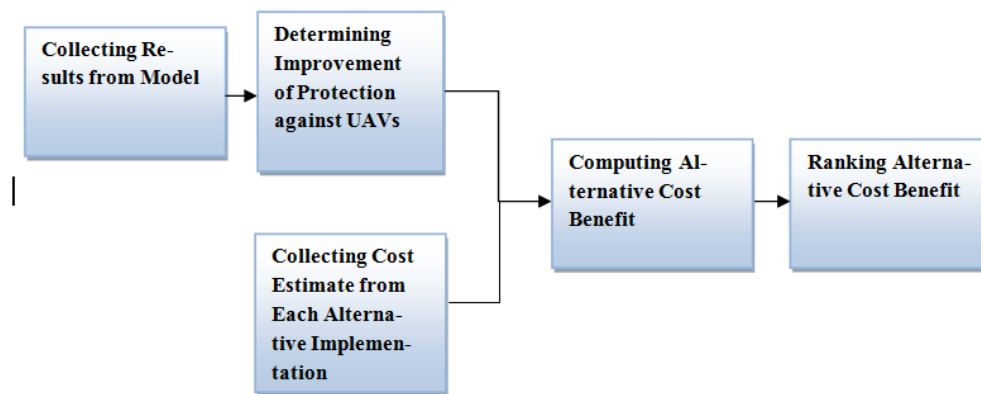 Collecting Re-
sults from Model
Determining
Improvement
of Protection
against UAVs
Collecting Cost
Estimate from
Each Alterna-
tive Implemen-
tation
Computing Al-
ternative Cost
Benefit
Ranking Alterna-
tive Cost Benefit